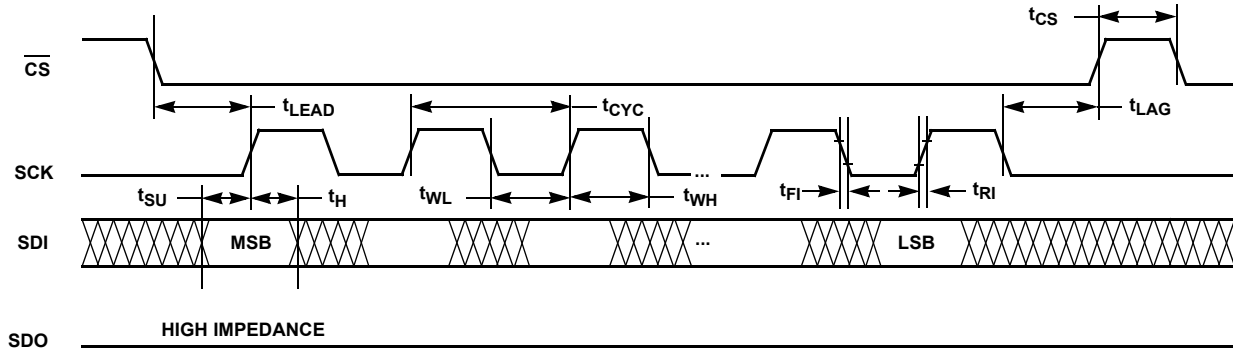 tCS
CS
tLEAD
tCYC
tLAG
SCK
...
tSU
tH
tWL
tWH
tFI
tRI
SDI
MSB
...
LSB
HIGH IMPEDANCE
SDO